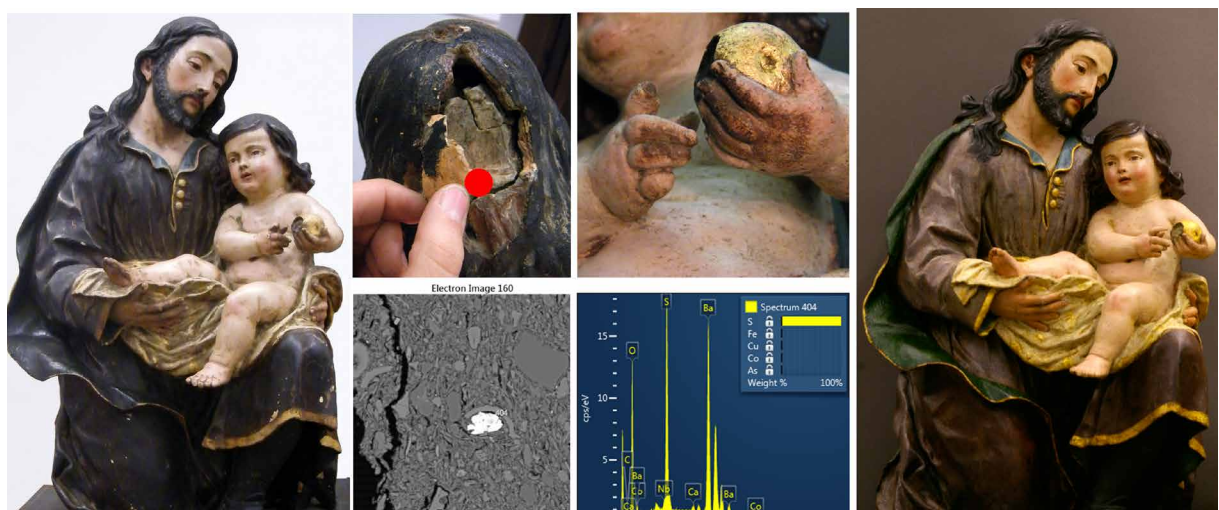 Electron Image 160
404
S
Ba
O
C
Ba
Co
Ca
Nb
Ca
Ba
Co
15
10
5
cps/eV
Spectrum 404
S
Fe
Cu
Co
As
Weight %
100%